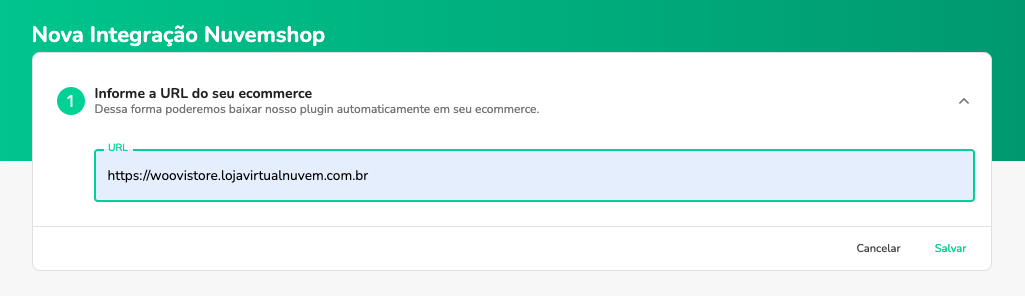 Nova Integração Nuvemshop
1
Informe a URL do seu ecommerce
Dessa forma poderemos baixar nosso plugin automaticamente em seu ecommerce.
URL
https://woovistore.lojavirtualnuvem.com.br
Cancelar
Salvar